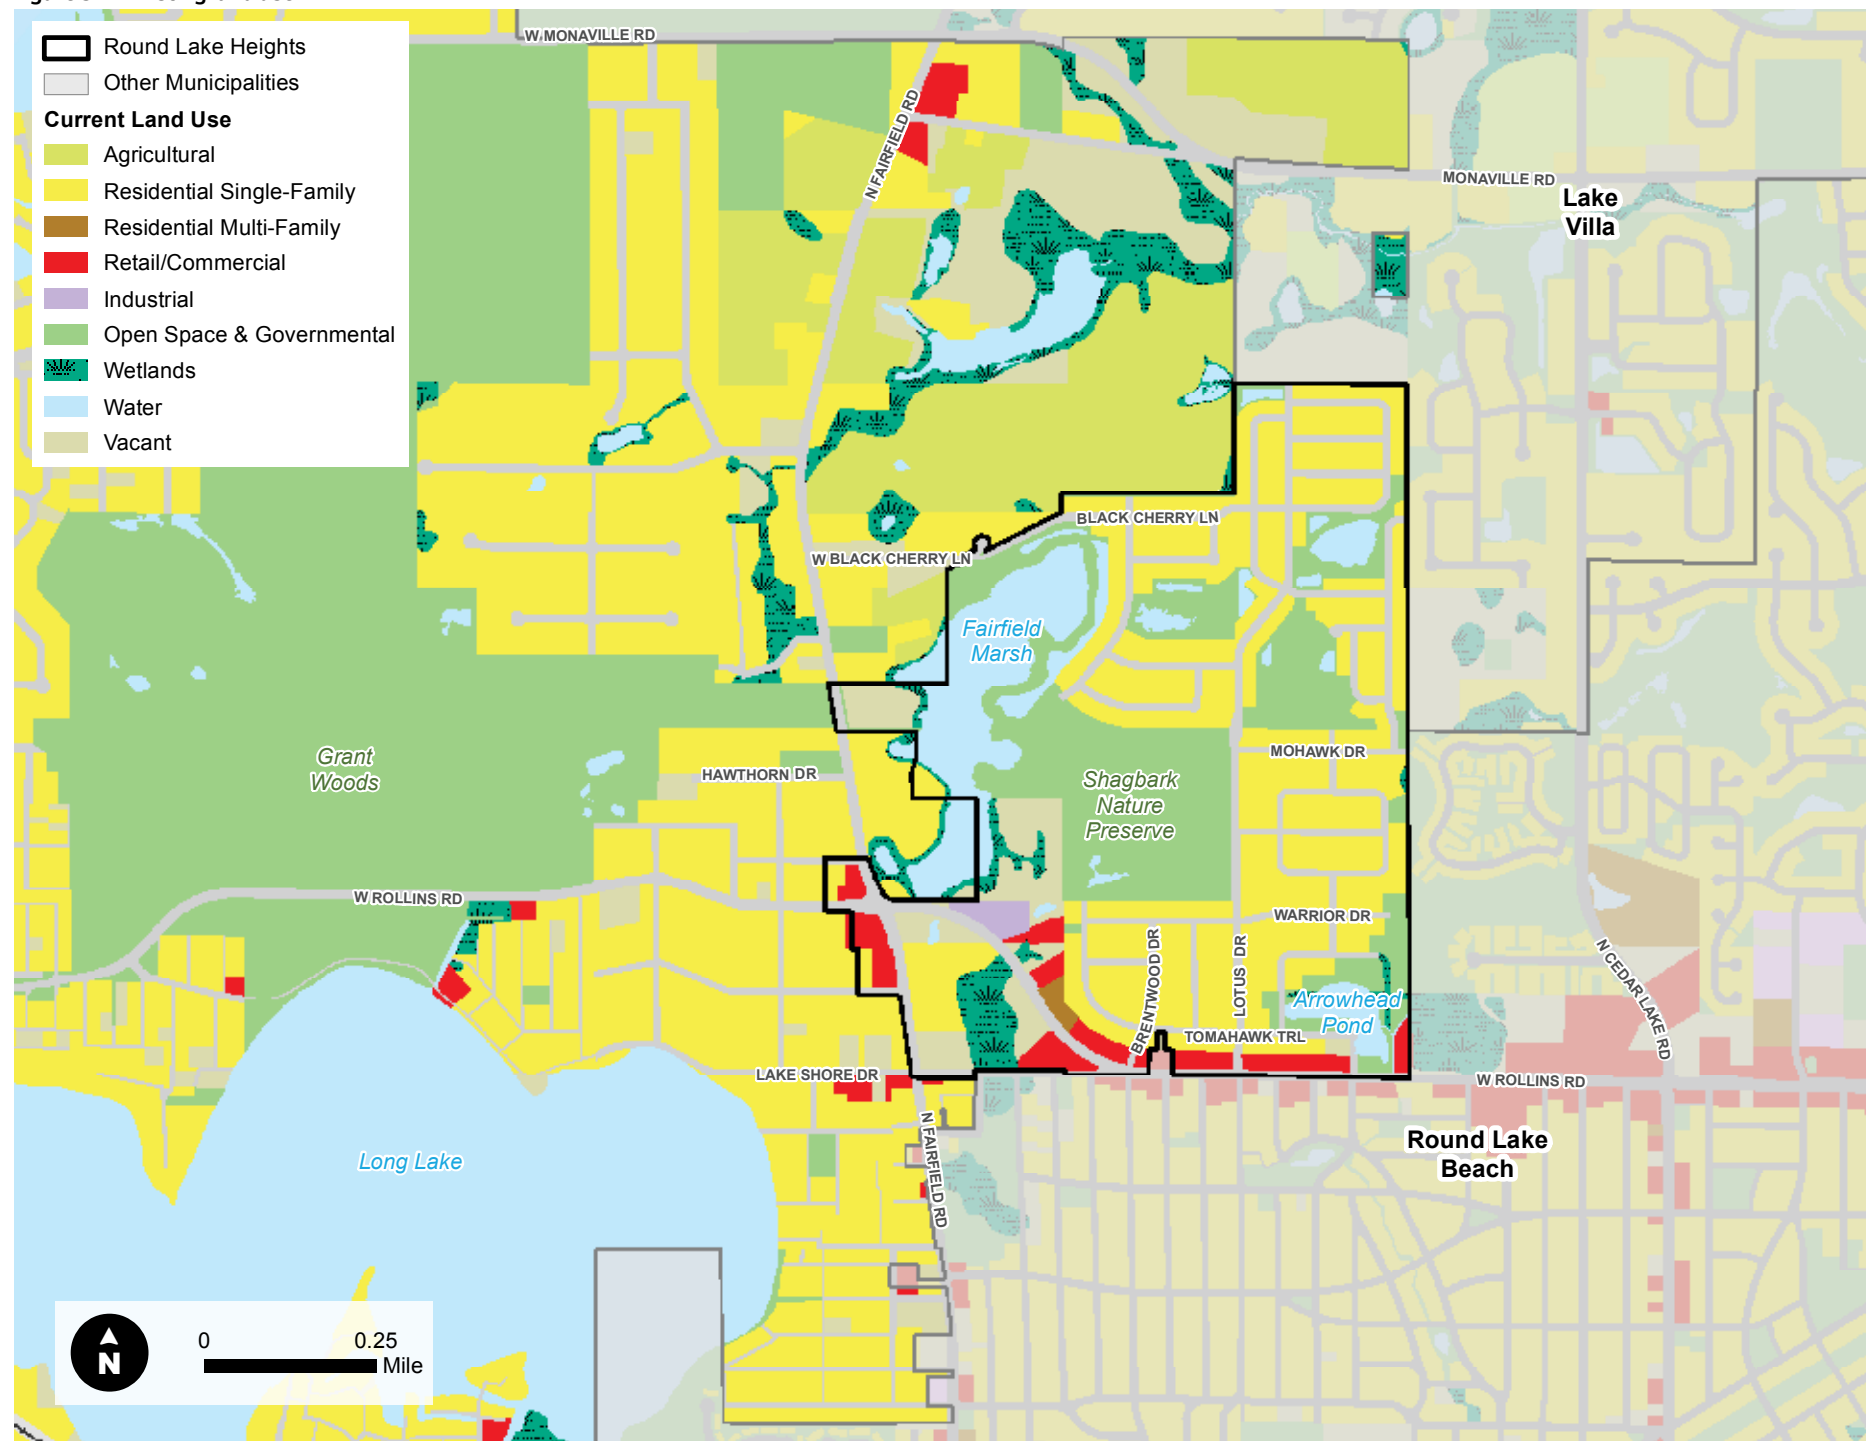 Round Lake Heights
Other Municipalities
Current Land Use
Agricultural
Residential Single-Family
Residential Multi-Family
Retail/Commercial
Industrial
Open Space & Governmental
Wetlands
Water
Vacant
W MONAVILLE RD
N FAIRFIELD RD
MONAVILLE RD
Lake
Villa
BLACK CHERRY LN
W BLACK CHERRY LN
Fairfield
Marsh
Grant
Woods
HAWTHORN DR
MOHAWK DR
Shagbark
Nature
Preserve
W ROLLINS RD
WARRIOR DR
BRENTWOOD DR
LOTUS DR
N CEDAR LAKE RD
Arrowhead
Pond
TOMAHAWK TRL
LAKE SHORE DR
W ROLLINS RD
N FAIRFIELD RD
Round Lake
Beach
Long Lake
N
0 0.25
Mile